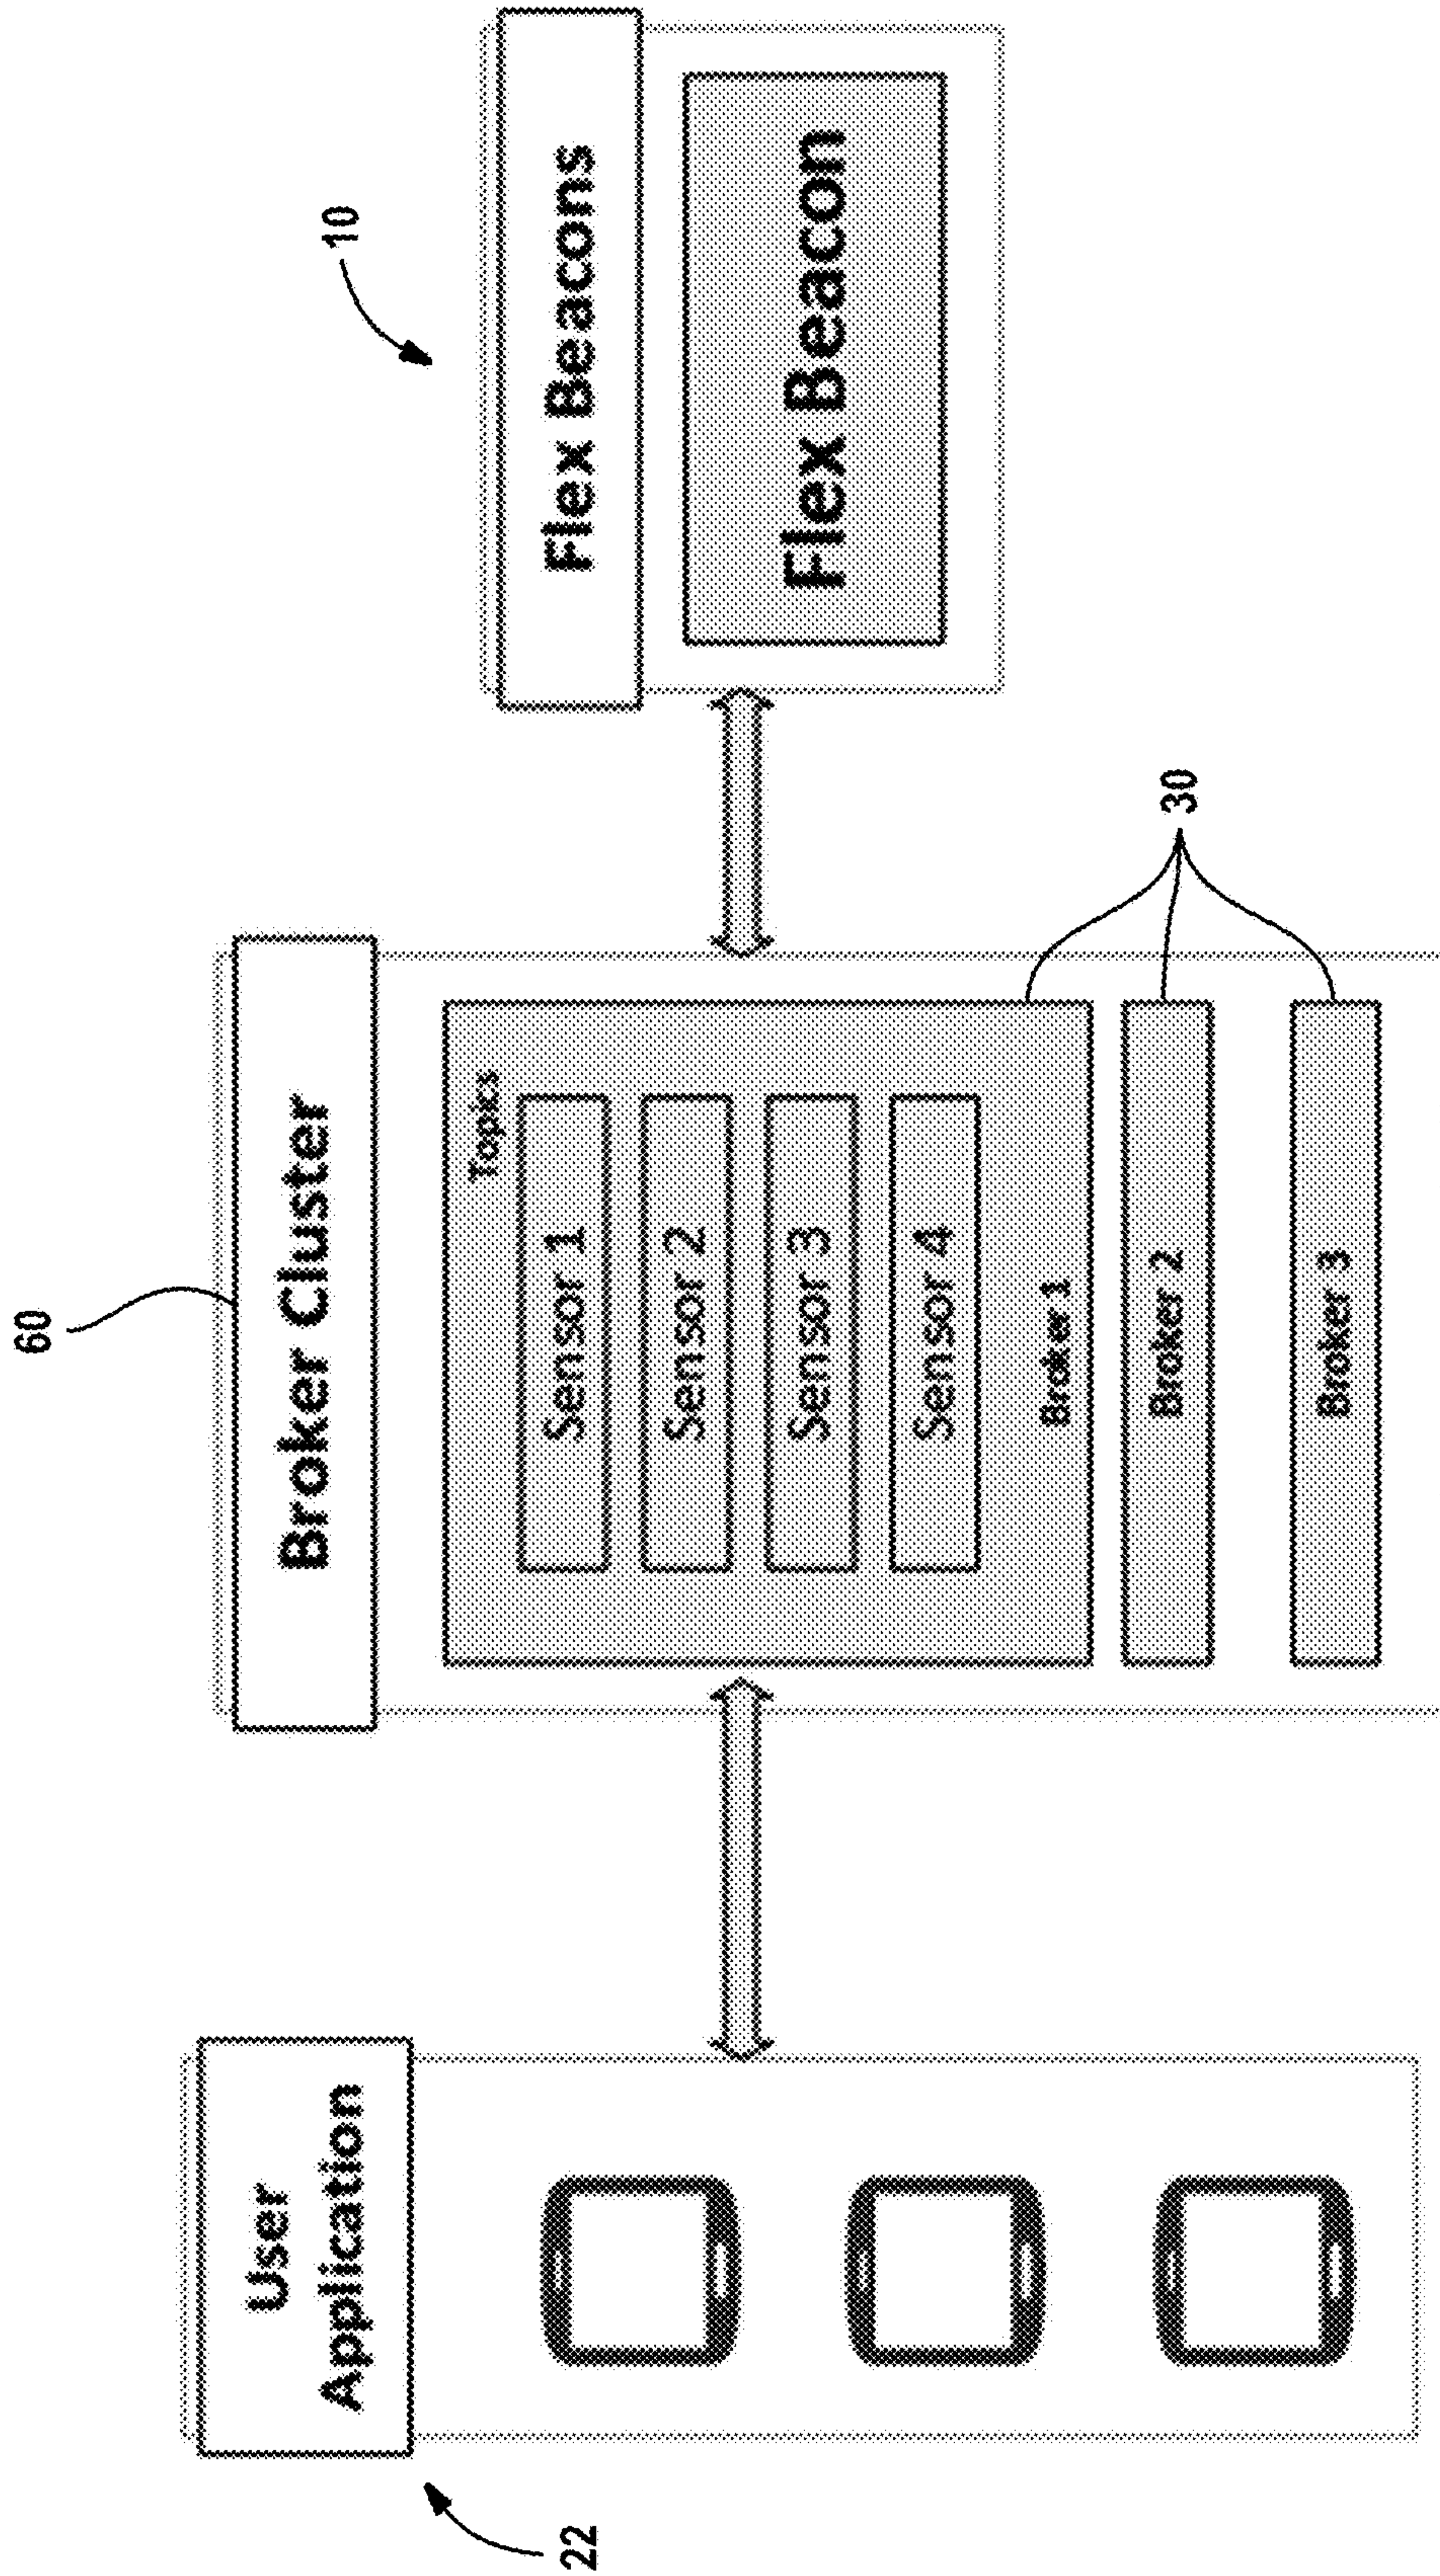 60
10
22
User
Application
Broker Cluster
Topics
Sensor 1
Sensor 2
Sensor 3
Sensor 4
Broker 1
Broker 2
Broker 3
30
Flex Beacons
Flex Beacon